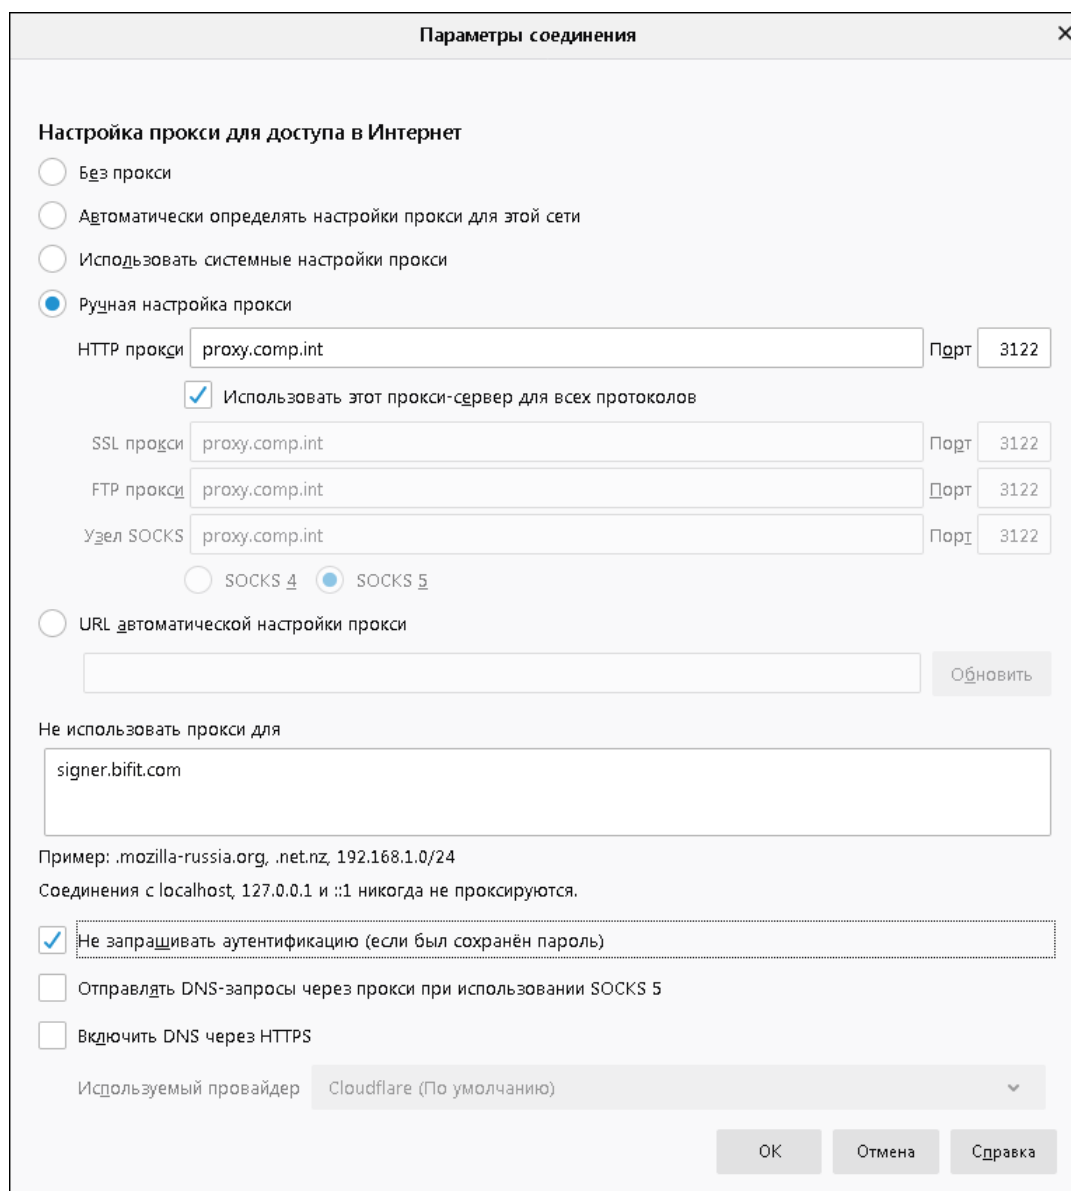 Параметры соединения
Настройка прокси для доступа в Интернет
Без прокси
Автоматически определять настройки прокси для этой сети
Использовать системные настройки прокси
Ручная настройка прокси
HTTP прокси proxy.comp.int Порт 3122
Использовать этот прокси-сервер для всех протоколов
SSL прокси proxy.comp.int Порт 3122
FTP прокси proxy.comp.int Порт 3122
Узел SOCKS proxy.comp.int Порт 3122
SOCKS 4 SOCKS 5
URL автоматической настройки прокси
Обновить
Не использовать прокси для
signer.bifit.com
Пример: .mozilla-russia.org, .net.nz, 192.168.1.0/24
Соединения с localhost, 127.0.0.1 и ::1 никогда не проксируются.
Не запрашивать аутентификацию (если был сохранён пароль)
Отправлять DNS-запросы через прокси при использовании SOCKS 5
Включить DNS через HTTPS
Используемый провайдер Cloudflare (По умолчанию)
OK Отмена Справка